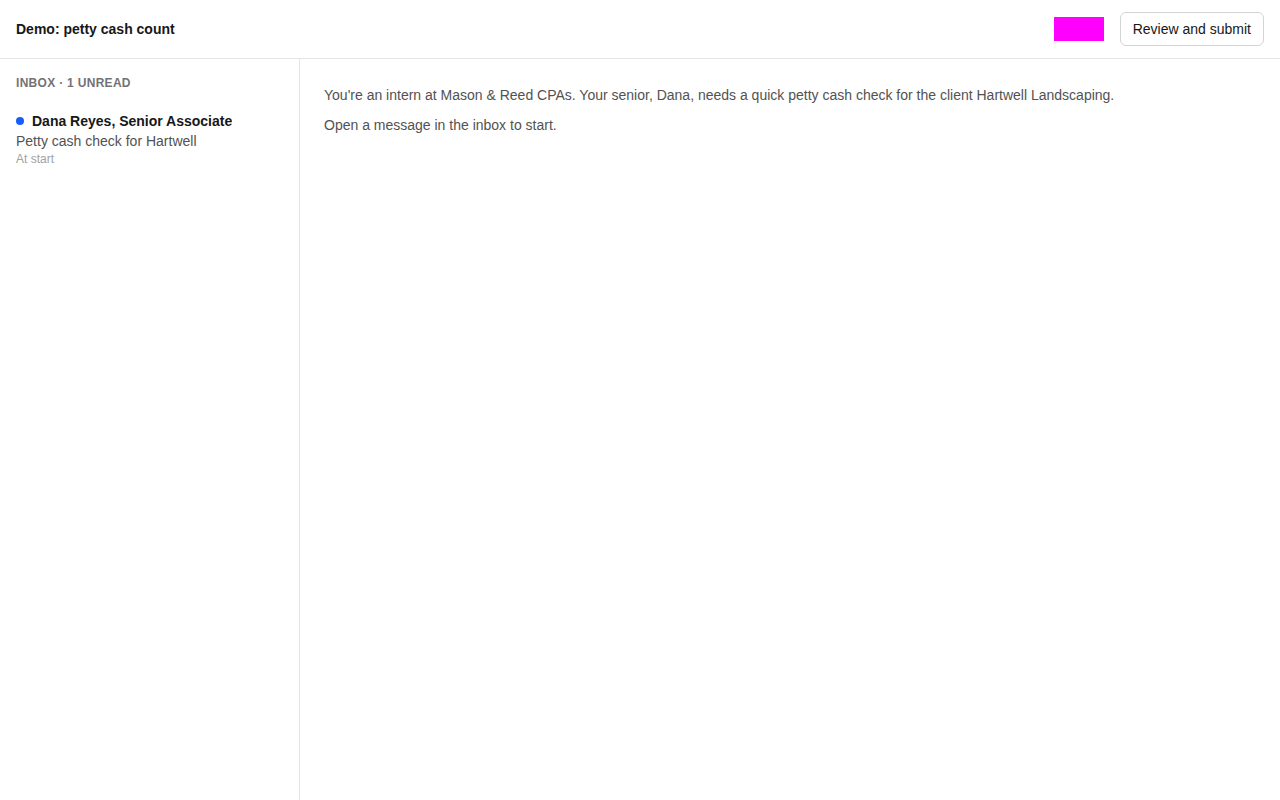 Demo: petty cash count
Review and submit
INBOX · 1 UNREAD
Dana Reyes, Senior Associate
Petty cash check for Hartwell
At start
You're an intern at Mason & Reed CPAs. Your senior, Dana, needs a quick petty cash check for the client Hartwell Landscaping.
Open a message in the inbox to start.